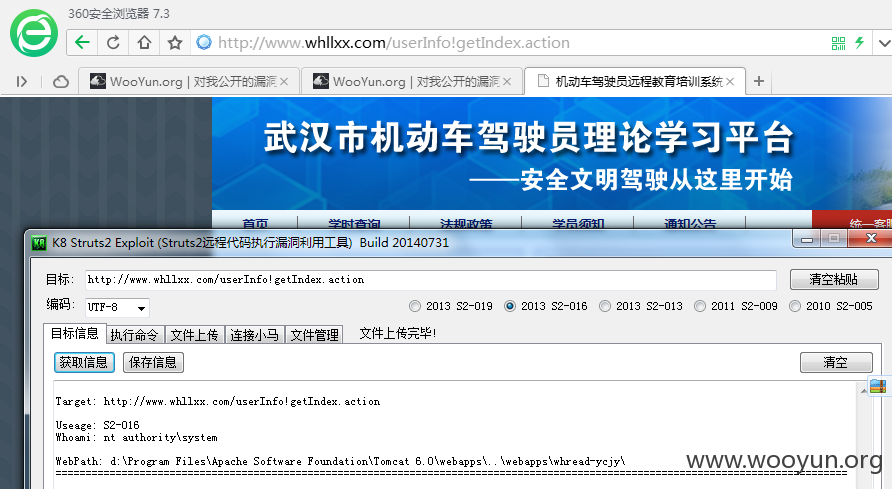 360安全浏览器 7.3
http://www.whllxx.com/userInfo!getIndex.action
WooYun.org | 对我公开的漏洞
WooYun.org | 对我公开的漏洞
机动车驾驶员远程教育培训系统
武汉市机动车驾驶员理论学习平台
——安全文明驾驶从这里开始
首页 学时查询 法规政策 学员须知 通知公告 统一客服
K8 Struts2 Exploit (Struts2远程代码执行漏洞利用工具) Build 20140731
目标: http://www.whllxx.com/userInfo!getIndex.action 清空粘贴
编码: UTF-8 2013 S2-019 2013 S2-016 2013 S2-013 2011 S2-009 2010 S2-005
目标信息 执行命令 文件上传 连接小马 文件管理 文件上传完毕!
获取信息 保存信息 清空
Target: http://www.whllxx.com/userInfo!getIndex.action
Useage: S2-016
Whoami: nt authority\system
WebPath: d:\Program Files\Apache Software Foundation\Tomcat 6.0\webapps\..\webapps\whread-ycjy\
www.wooyun.org